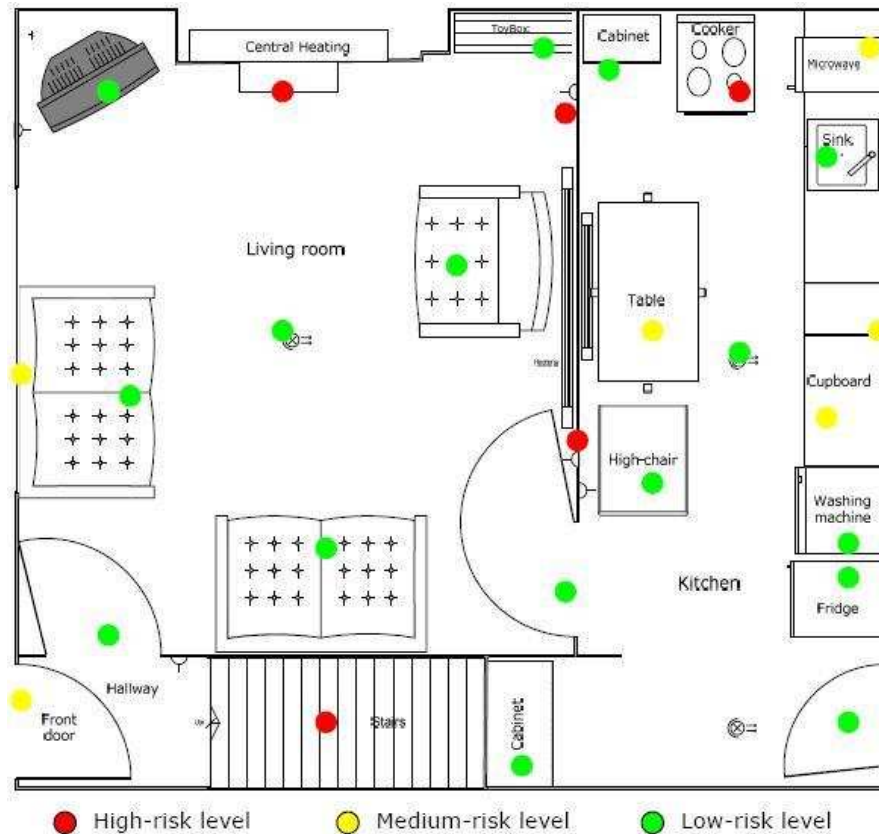 Central Heating
ToyBox
Cabinet
Cooker
Microwave
Sink
Living room
Table
Cupboard
High-chair
Washing
machine
Kitchen
Fridge
Hallway
Front
door
Stairs
Cabinet
High-risk level
Medium-risk level
Low-risk level